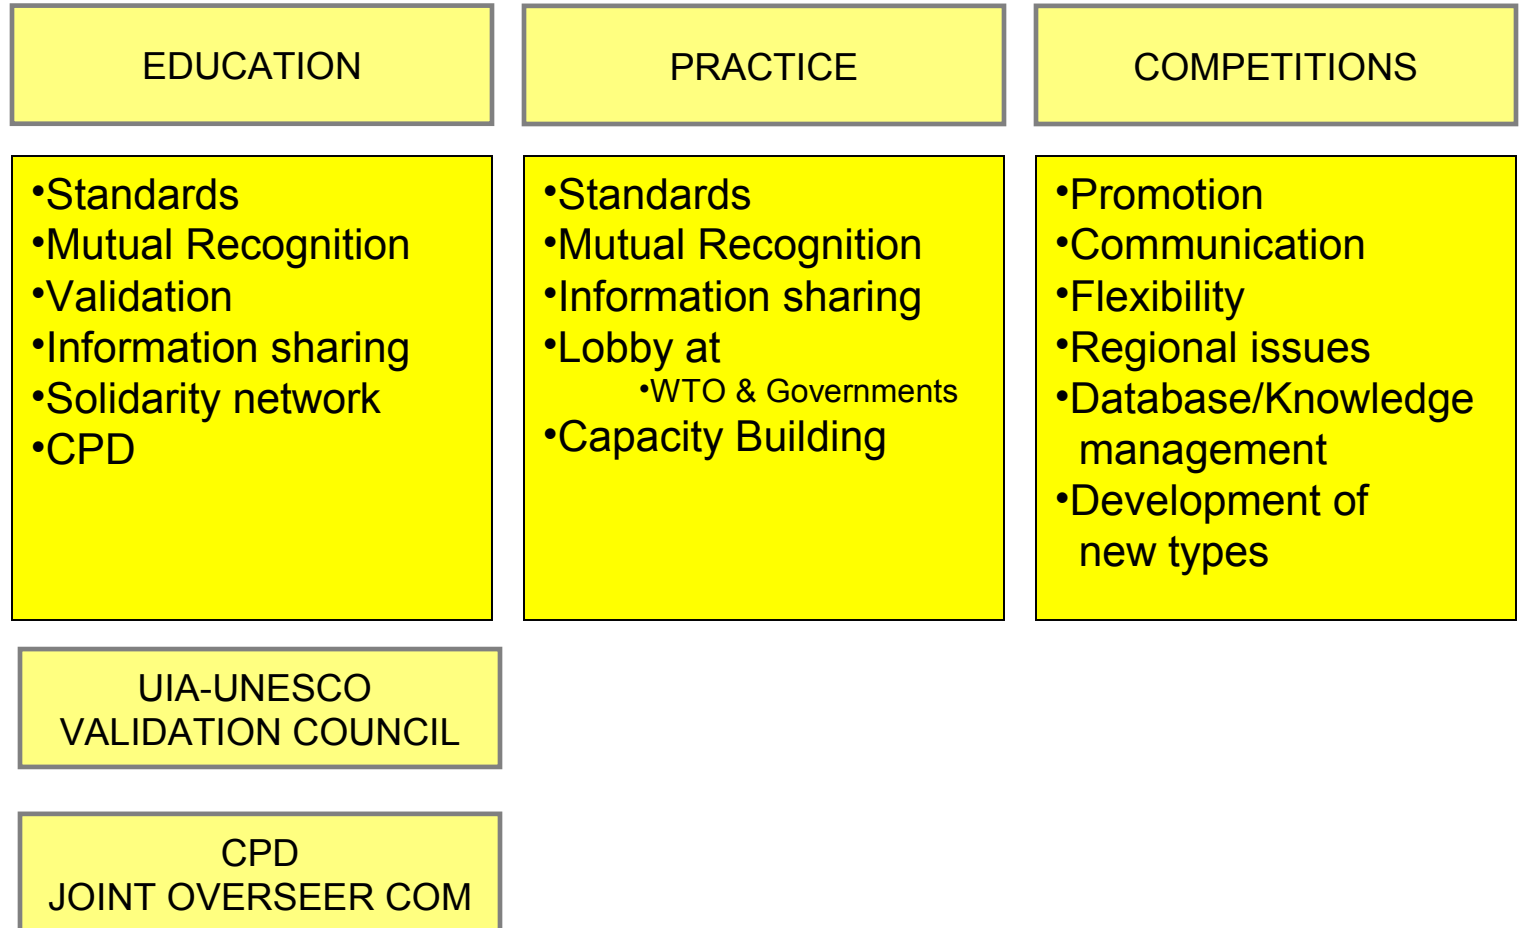 EDUCATION
•Standards
•Mutual Recognition
•Validation
•Information sharing
•Solidarity network
•CPD
UIA-UNESCO
VALIDATION COUNCIL
CPD
JOINT OVERSEER COM
PRACTICE
•Standards
•Mutual Recognition
•Information sharing
•Lobby at
•WTO & Governments
•Capacity Building
COMPETITIONS
•Promotion
•Communication
•Flexibility
•Regional issues
•Database/Knowledge
management
•Development of
new types